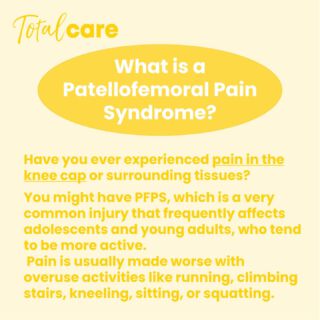 Total care
What is a
Patellofemoral Pain
Syndrome?
Have you ever experienced pain in the
knee cap or surrounding tissues?
You might have PFPS, which is a very
common injury that frequently affects
adolescents and young adults, who tend
to be more active.
Pain is usually made worse with
overuse activities like running, climbing
stairs, kneeling, sitting, or squatting.